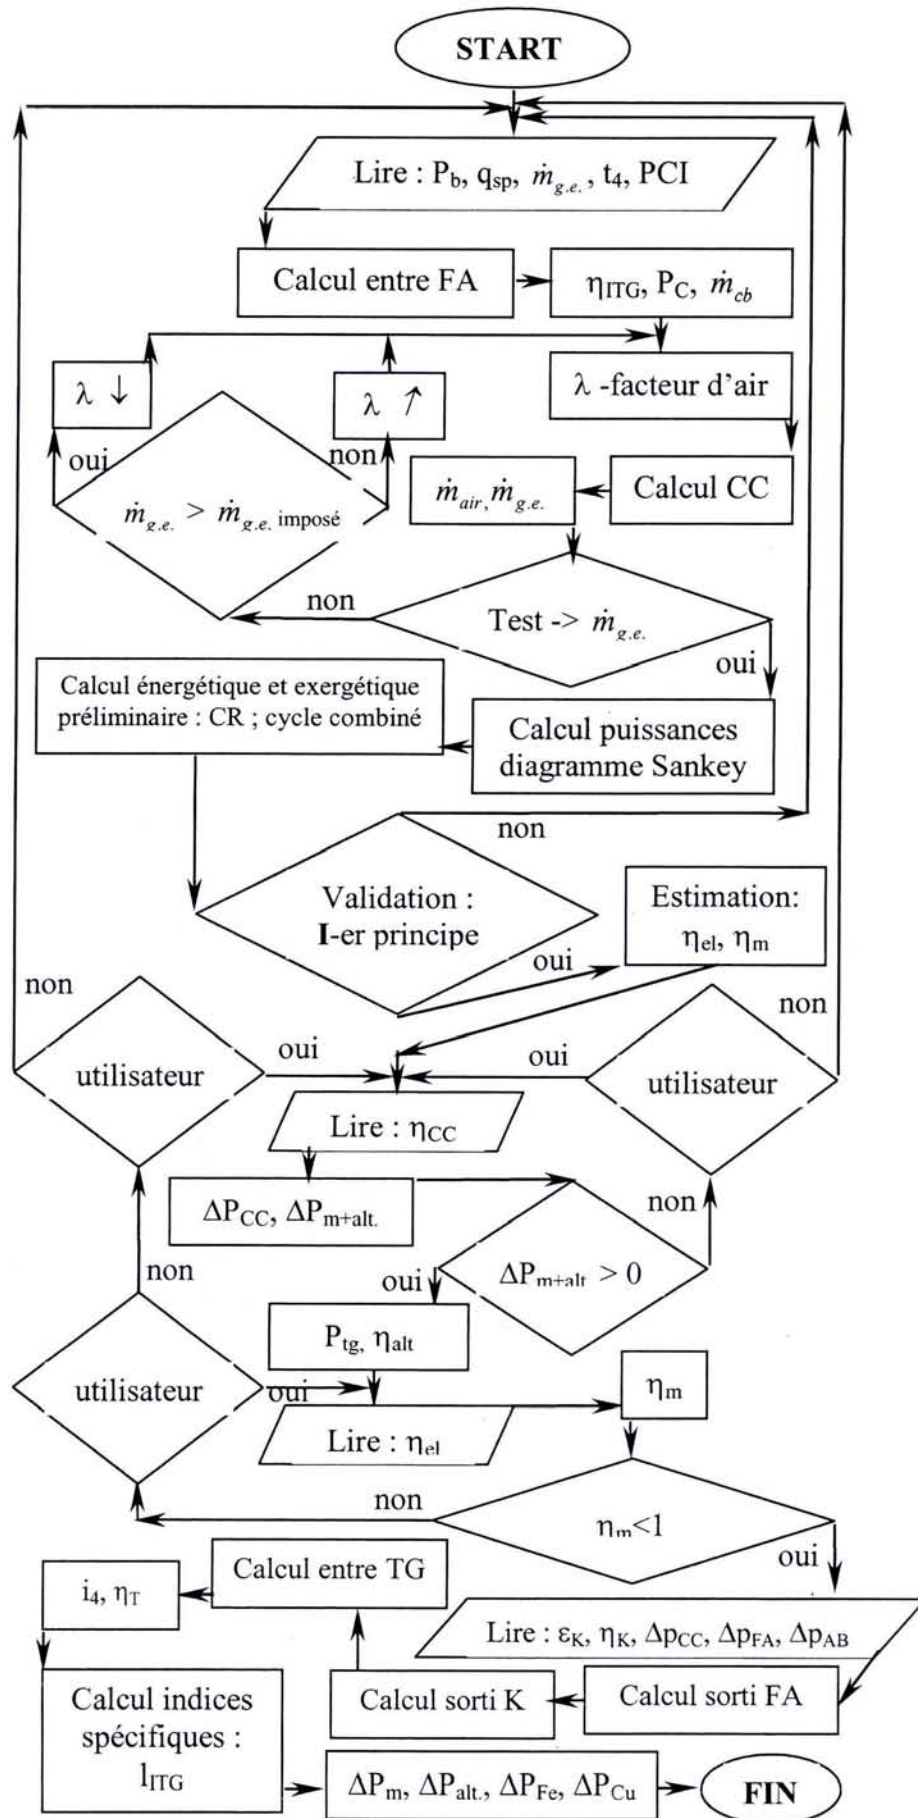 START
Lire : P_b, q_sp, ṁ_g.e., t_4, PCI
Calcul entre FA
η_ITG, P_C, ṁ_cb
λ ↓
λ ↑
λ -facteur d'air
oui
non
ṁ_g.e. > ṁ_g.e. imposé
ṁ_air, ṁ_g.e.
Calcul CC
non
Test -> ṁ_g.e.
oui
Calcul énergétique et exergétique
préliminaire : CR ; cycle combiné
Calcul puissances
diagramme Sankey
non
Validation :
I-er principe
oui
Estimation:
η_el, η_m
non
non
utilisateur
oui
oui
utilisateur
Lire : η_CC
ΔP_CC, ΔP_m+alt.
non
non
oui
ΔP_m+alt > 0
P_tg, η_alt
utilisateur
oui
η_m
Lire : η_el
non
η_m<1
oui
Calcul entre TG
i_4, η_T
Lire : ε_K, η_K, Δp_CC, Δp_FA, Δp_AB
Calcul indices
spécifiques :
l_ITG
Calcul sorti K
Calcul sorti FA
ΔP_m, ΔP_alt., ΔP_Fe, ΔP_Cu
FIN